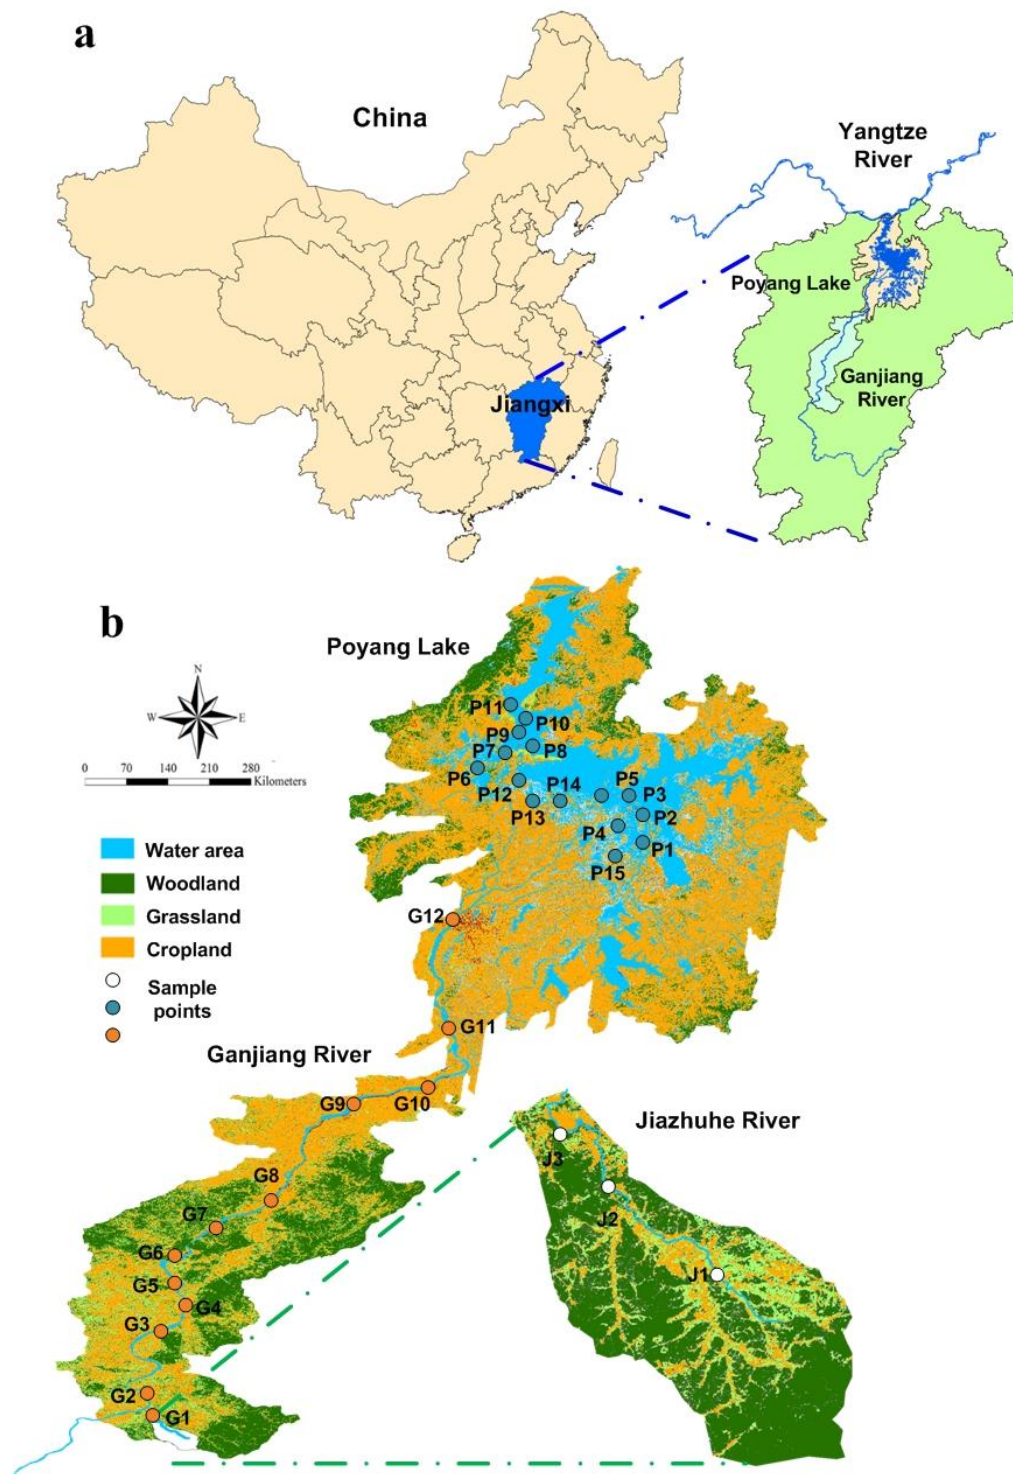 a
China
Yangtze
River
Poyang Lake
Jiangxi
Ganjiang
River
b
Poyang Lake
N
W
E
S
0 70 140 210 280
Kilometers
P11
P10
P9
P8
P7
P6
P12
P14
P5
P3
P13
P2
P4
P1
P15
Water area
Woodland
Grassland
Cropland
Sample
points
G12
G11
Ganjiang River
G10
G9
Jiazhuhe River
J3
G8
J2
G7
G6
J1
G5
G4
G3
G2
G1